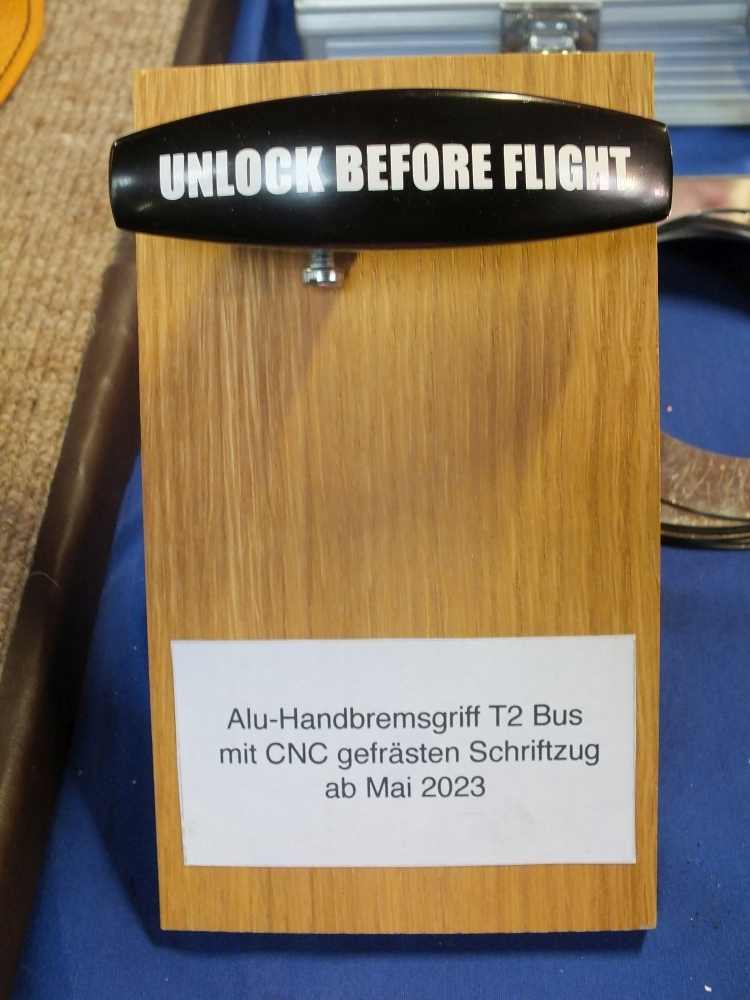 UNLOCK BEFORE FLIGHT
Alu-Handbremsgriff T2 Bus
mit CNC gefrästen Schriftzug
ab Mai 2023